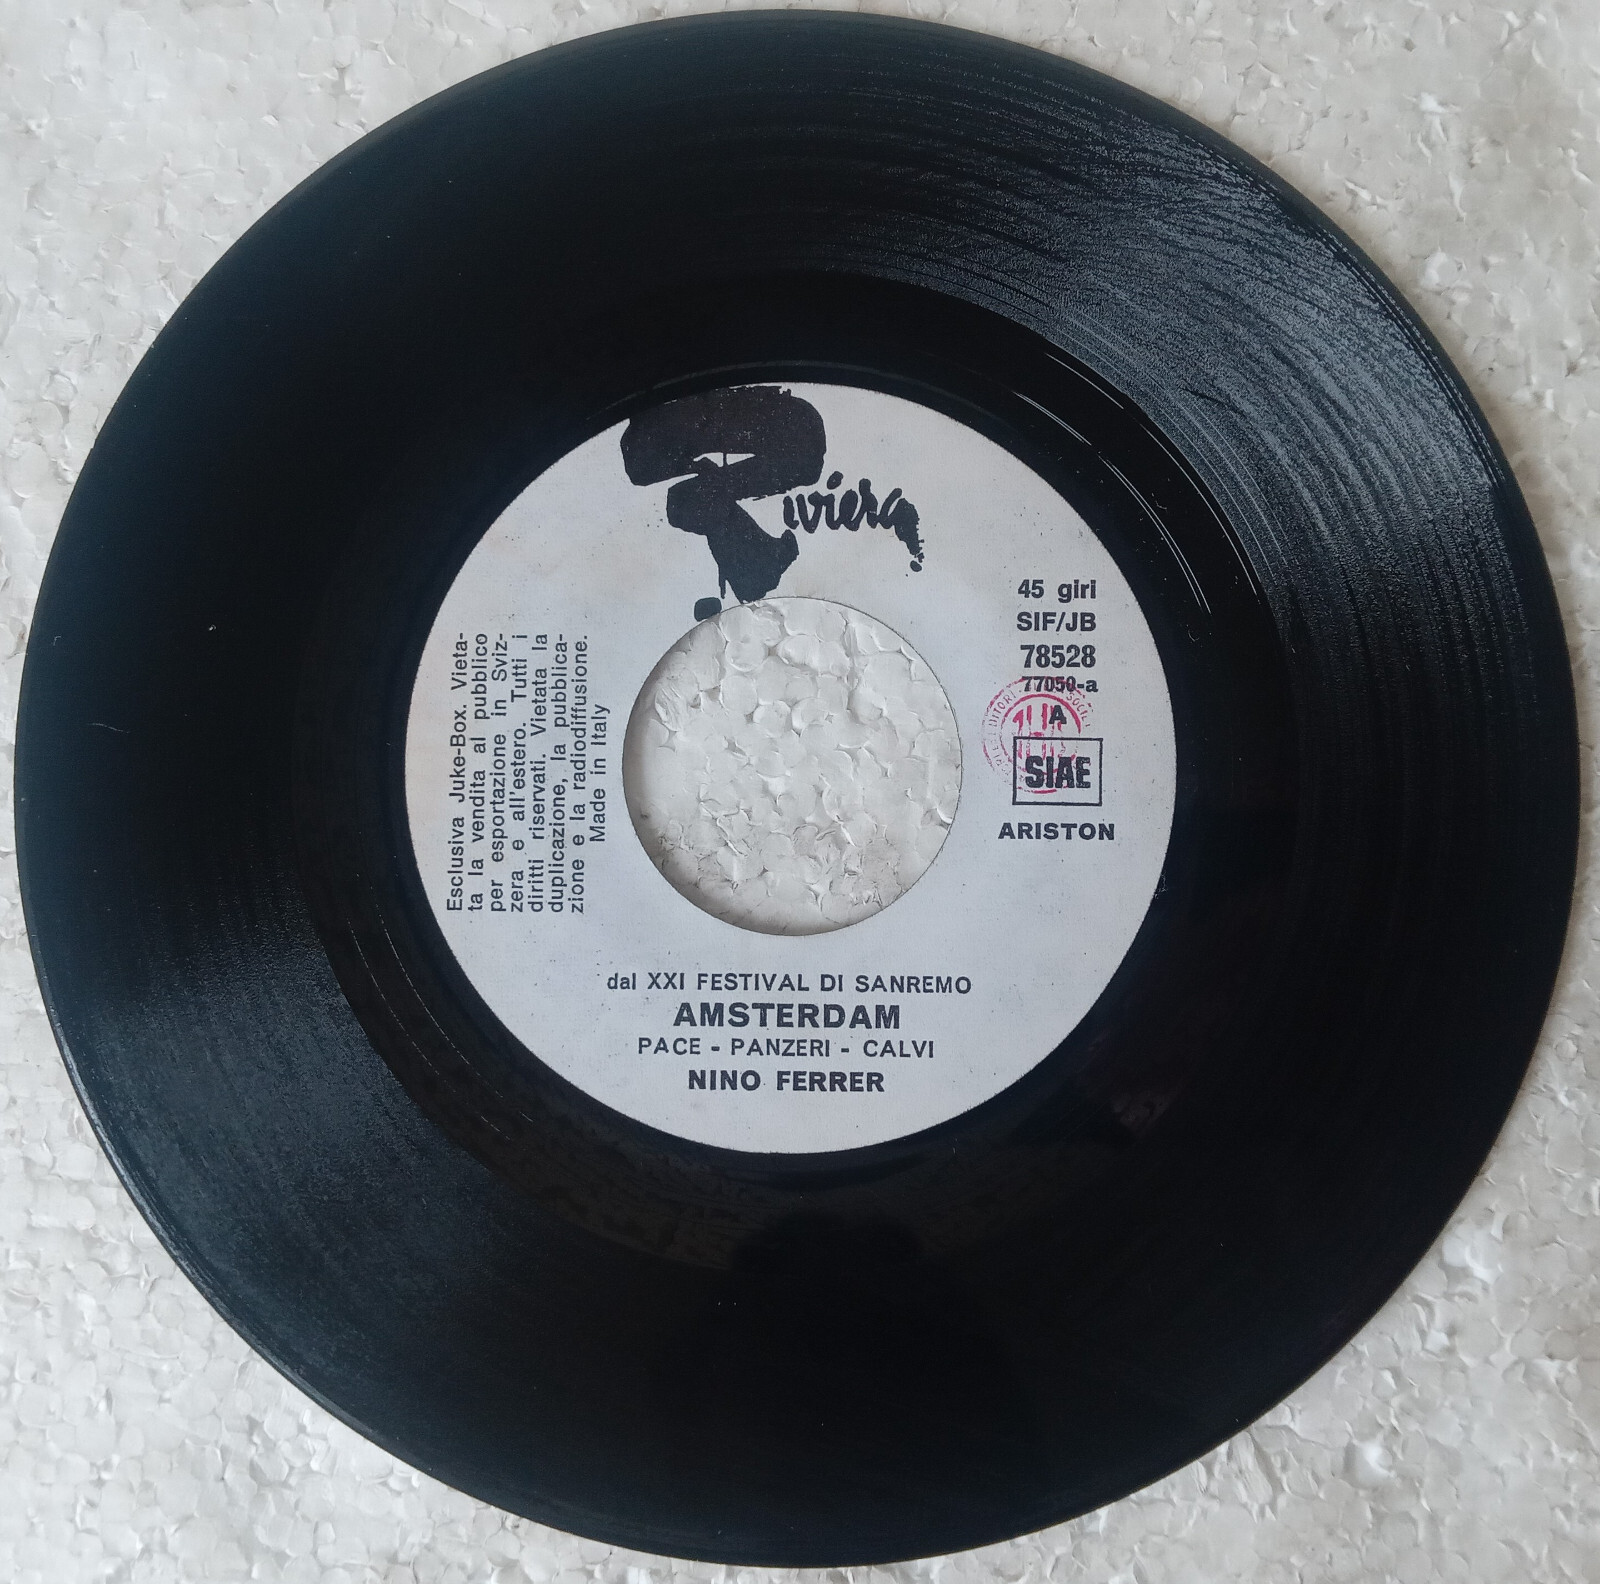 Riviera
45 giri
SIF/JB
78528
77050-a
A
SIAE
ARISTON
Esclusiva Juke-Box. Vieta-
ta la vendita al pubblico
per esportazione in Sviz-
zera e all'estero. Tutti i
diritti riservati. Vietata la
duplicazione, la pubblica-
zione e la radiodiffusione.
Made in Italy
dal XXI FESTIVAL DI SANREMO
AMSTERDAM
PACE - PANZERI - CALVI
NINO FERRER